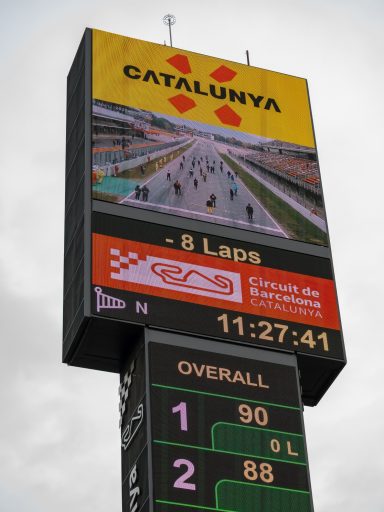 CATALUNYA
- 8 Laps
Circuit de
Barcelona
CATALUNYA
N
11:27:41
OVERALL
1 90
0 L
2 88